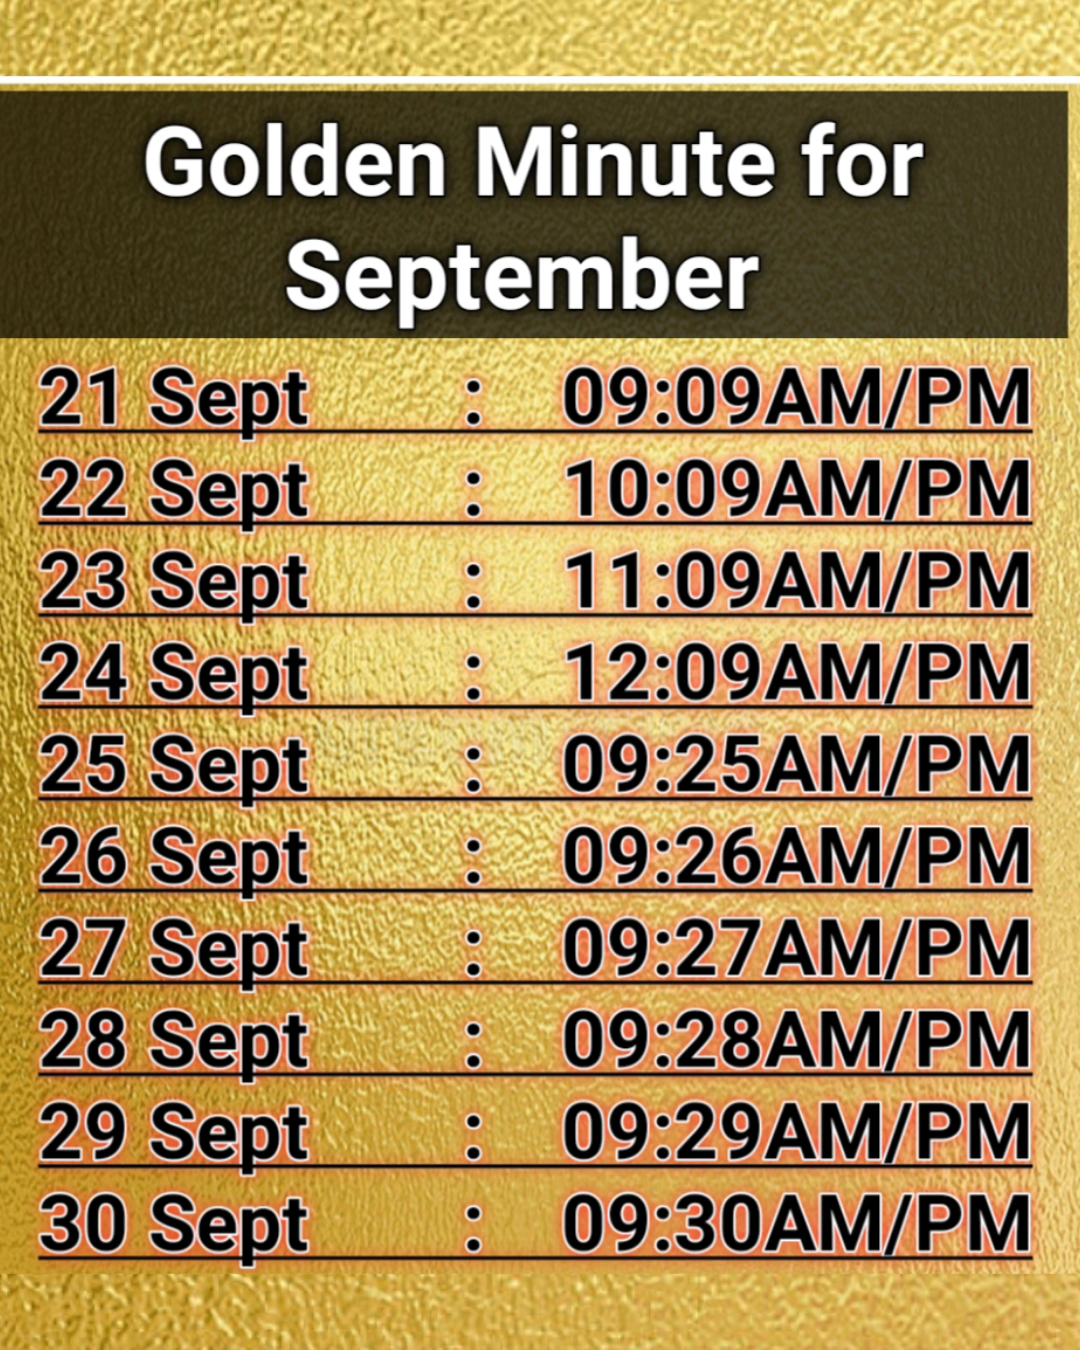 Golden Minute for
September
21 Sept : 09:09AM/PM
22 Sept : 10:09AM/PM
23 Sept : 11:09AM/PM
24 Sept : 12:09AM/PM
25 Sept : 09:25AM/PM
26 Sept : 09:26AM/PM
27 Sept : 09:27AM/PM
28 Sept : 09:28AM/PM
29 Sept : 09:29AM/PM
30 Sept : 09:30AM/PM